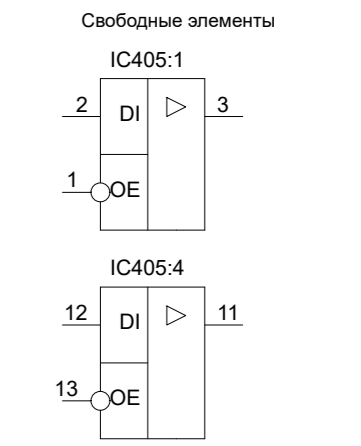 Свободные элементы
IC405:1
2 DI 3
1 OE
IC405:4
12 DI 11
13 OE